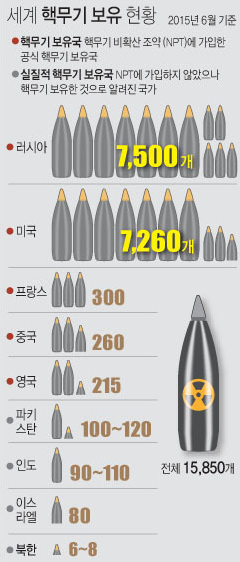 세계 핵무기 보유 현황 2015년 6월 기준
● 핵무기 보유국 핵무기 비확산 조약(NPT)에 가입한
공식 핵무기 보유국
● 실질적 핵무기 보유국 NPT에 가입하지 않았으나
핵무기 보유한 것으로 알려진 국가
● 러시아 7,500개
● 미국 7,260개
● 프랑스 300
● 중국 260
● 영국 215
● 파키
스탄 100~120
● 인도 90~110
● 이스
라엘 80
● 북한 6~8
전체 15,850개